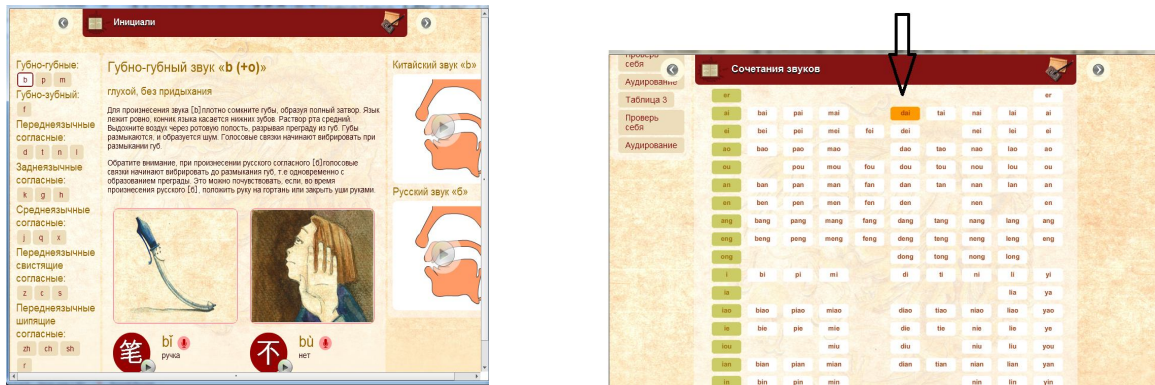 Инициали
Губно-губные:
b p m
Губно-зубный:
f
Переднеязычные
согласные:
d t n l
Заднеязычные
согласные:
k g h
Среднеязычные
согласные:
j q x
Переднеязычные
свистящие
согласные:
z c s
Переднеязычные
шипящие
согласные:
zh ch sh
r
Губно-губный звук «b (+o)»
глухой, без придыхания
Для произнесения звука [b]плотно сомкните губы, образуя полный затвор. Язык
лежит ровно, кончик языка касается нижних зубов. Раствор рта средний.
Выдохните воздух через ротовую полость, разрывая преграду из губ. Губы
размыкаются, и образуется шум. Голосовые связки начинают вибрировать при
размыкании губ.
Обратите внимание, при произнесении русского согласного [б]голосовые
связки начинают вибрировать до размыкания губ, т.е одновременно с
образованием преграды. Это можно почувствовать, если, во время
произнесения русского [б], положить руку на гортань или закрыть уши руками.
笔 bǐ
ручка
不 bù
нет
Китайский звук «b»
Русский звук «б»
Проверь
себя
Аудирование
Таблица 3
Проверь
себя
Аудирование
Сочетания звуков
er er
ai bai pai mai dai tai nai lai ai
ei bei pei mei fei dei nei lei ei
ao bao pao mao dao tao nao lao ao
ou pou mou fou dou tou nou lou ou
an ban pan man fan dan tan nan lan an
en ben pen men fen den nen en
ang bang pang mang fang dang tang nang lang ang
eng beng peng meng feng deng teng neng leng eng
ong dong tong nong long
i bi pi mi di ti ni li yi
ia lia ya
iao biao piao miao diao tiao niao liao yao
ie bie pie mie die tie nie lie ye
iou miu diu niu liu you
ian bian pian mian dian tian nian lian yan
in bin pin min nin lin yin